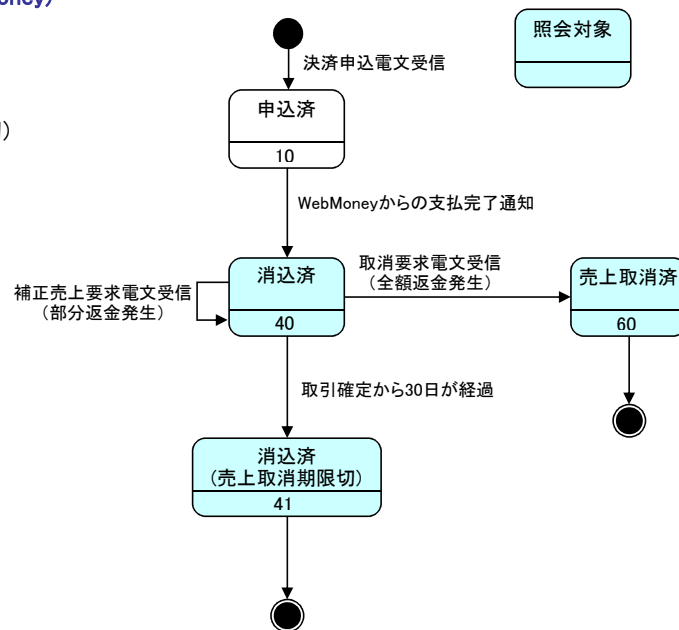 oney)
照会対象
決済申込電文受信
)
申込済
10
WebMoneyからの支払完了通知
消込済
40
補正売上要求電文受信
(部分返金発生)
取消要求電文受信
(全額返金発生)
売上取消済
60
取引確定から30日が経過
消込済
(売上取消期限切)
41